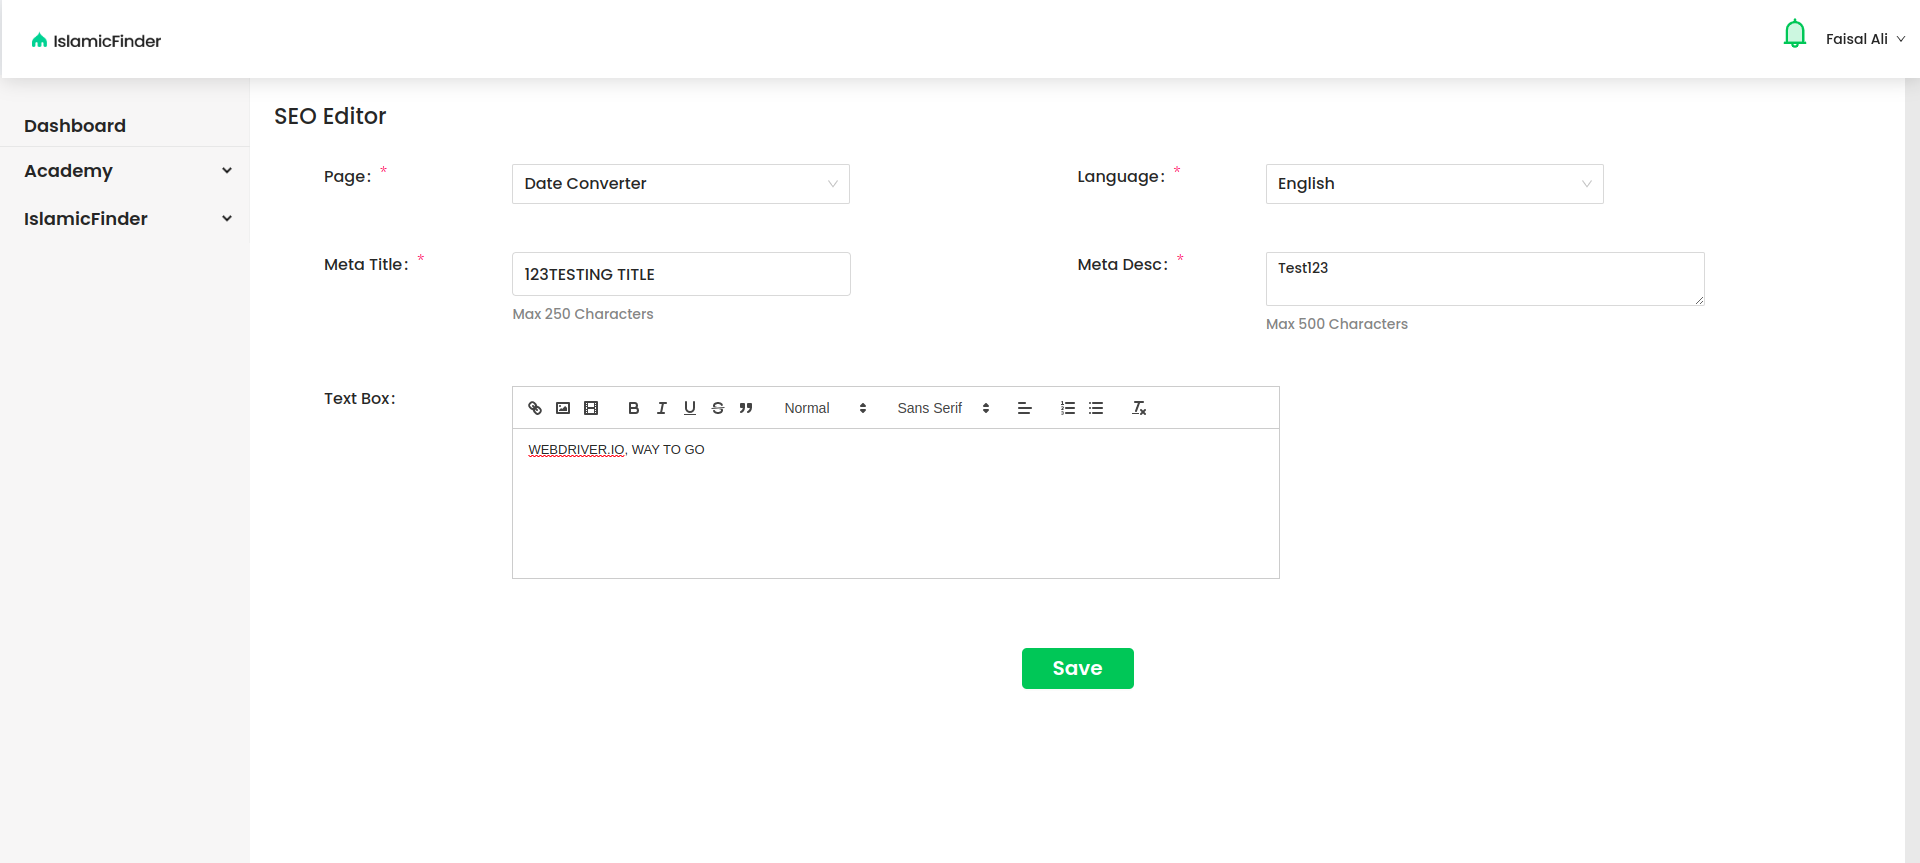 IslamicFinder
Faisal Ali
Dashboard
Academy
IslamicFinder
SEO Editor
Page: *
Date Converter
Language: *
English
Meta Title: *
123TESTING TITLE
Max 250 Characters
Meta Desc: *
Test123
Max 500 Characters
Text Box:
Normal
Sans Serif
WEBDRIVER.IO, WAY TO GO
Save